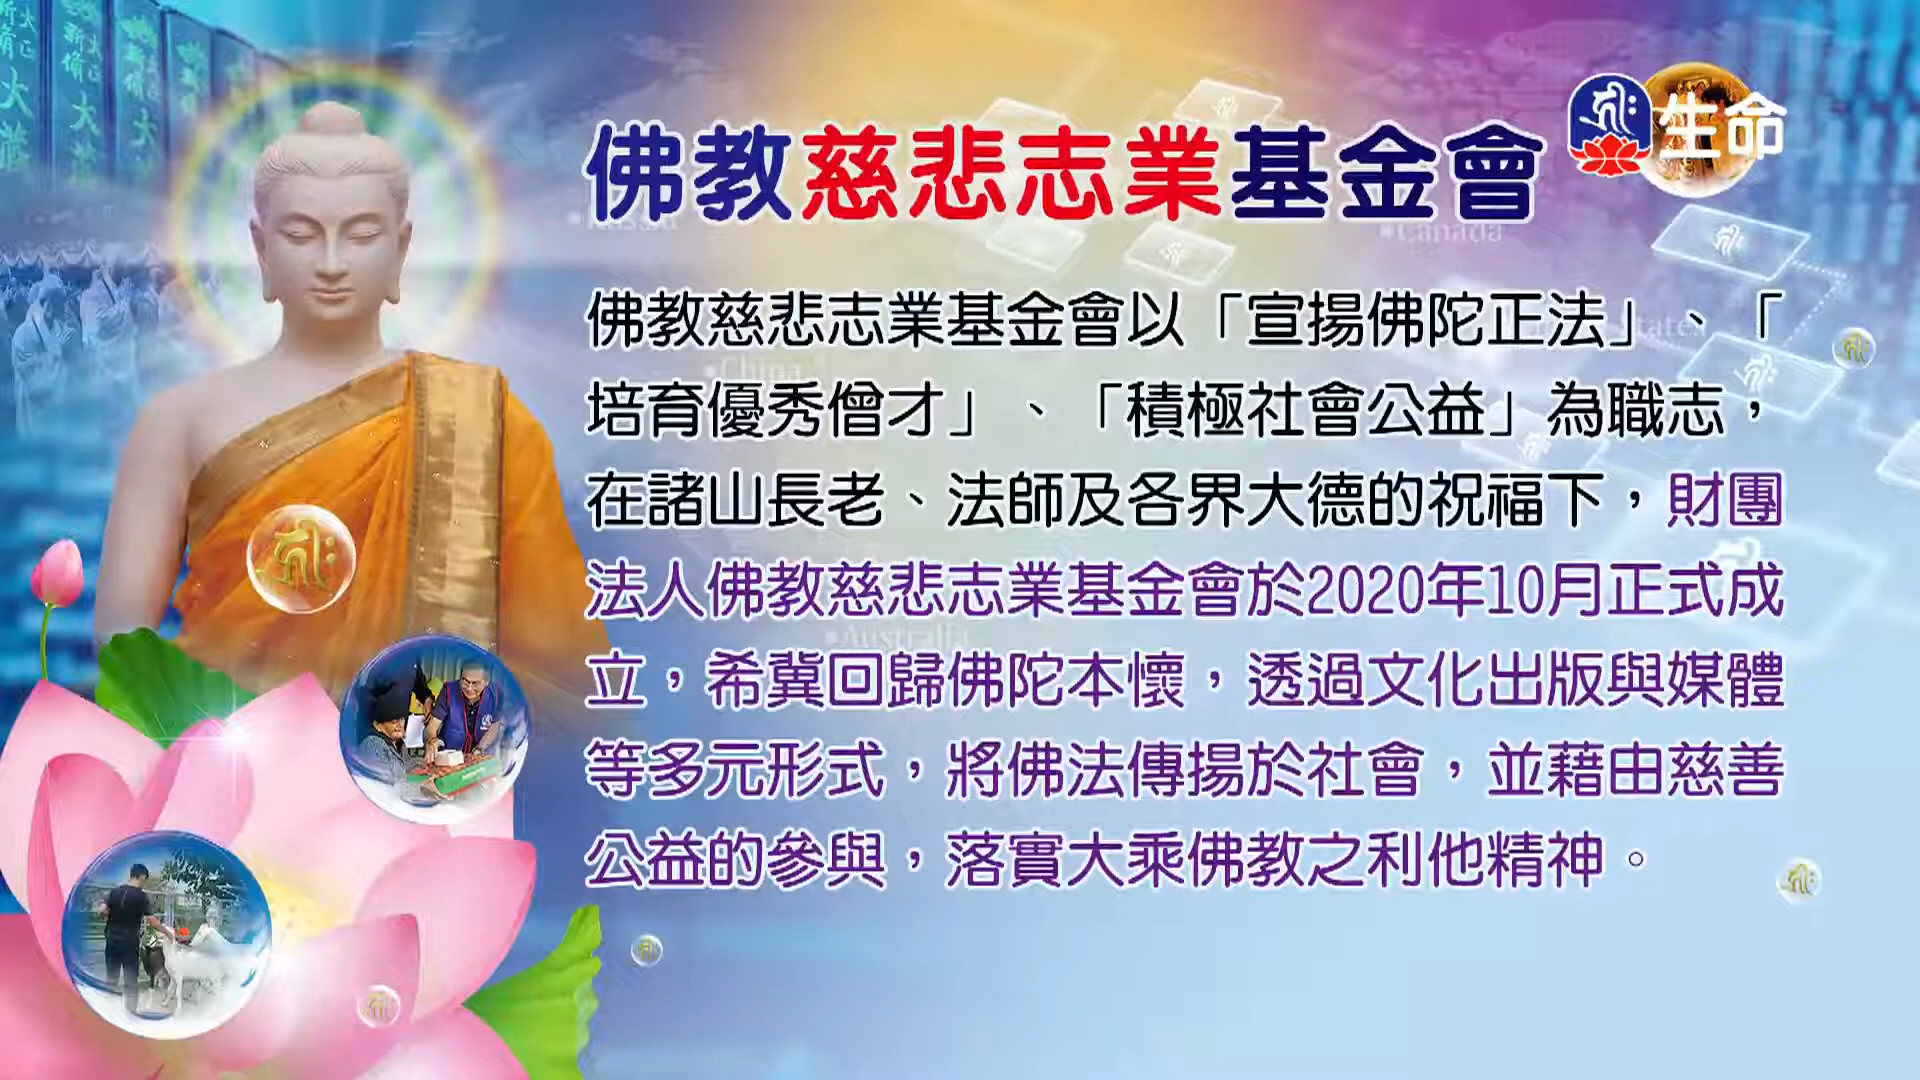 佛教慈悲志業基金會
生命
佛教慈悲志業基金會以「宣揚佛陀正法」、「
培育優秀僧才」、「積極社會公益」為職志，
在諸山長老、法師及各界大德的祝福下，財團
法人佛教慈悲志業基金會於2020年10月正式成
立，希冀回歸佛陀本懷，透過文化出版與媒體
等多元形式，將佛法傳揚於社會，並藉由慈善
公益的參與，落實大乘佛教之利他精神。
Canada
China
Australia